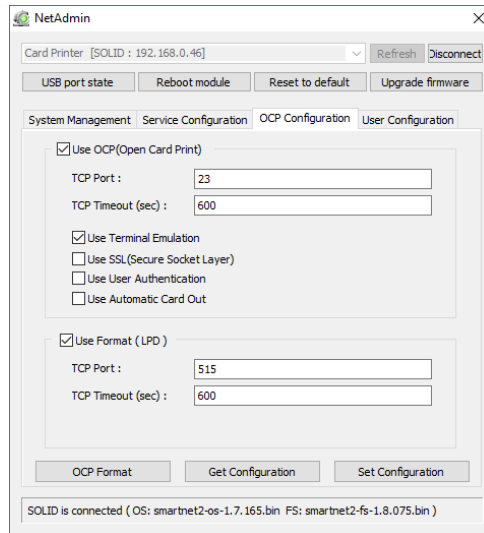 NetAdmin
Card Printer [SOLID : 192.168.0.46] Refresh Disconnect
USB port state Reboot module Reset to default Upgrade firmware
System Management Service Configuration OCP Configuration User Configuration
Use OCP(Open Card Print)
TCP Port : 23
TCP Timeout (sec) : 600
Use Terminal Emulation
Use SSL(Secure Socket Layer)
Use User Authentication
Use Automatic Card Out
Use Format ( LPD )
TCP Port : 515
TCP Timeout (sec) : 600
OCP Format Get Configuration Set Configuration
SOLID is connected ( OS: smartnet2-os-1.7.165.bin FS: smartnet2-fs-1.8.075.bin )